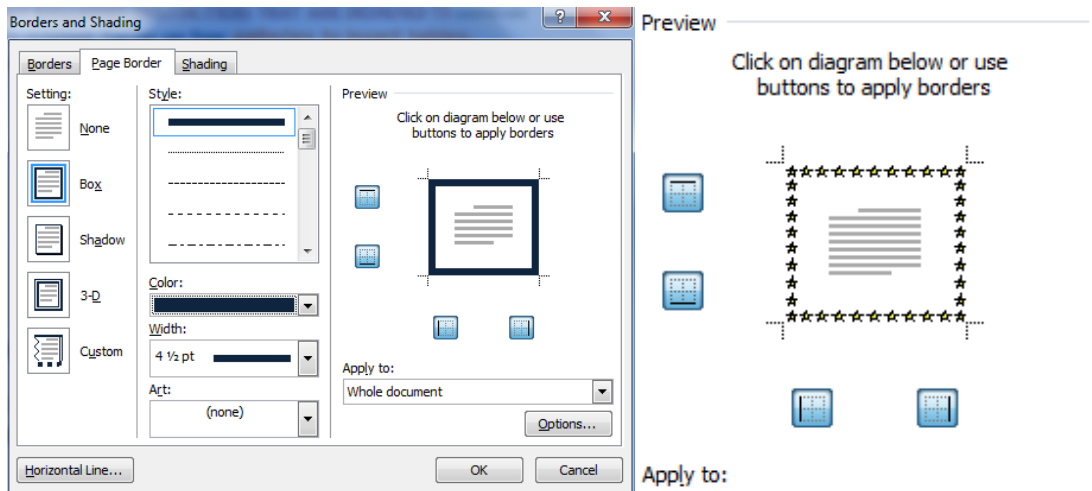 Borders and Shading
Borders
Page Border
Shading
Setting:
None
Box
Shadow
3-D
Custom
Style:
Color:
Width:
4 ½ pt
Art:
(none)
Preview
Click on diagram below or use
buttons to apply borders
Apply to:
Whole document
Options...
Horizontal Line...
OK
Cancel
Preview
Click on diagram below or use
buttons to apply borders
Apply to: